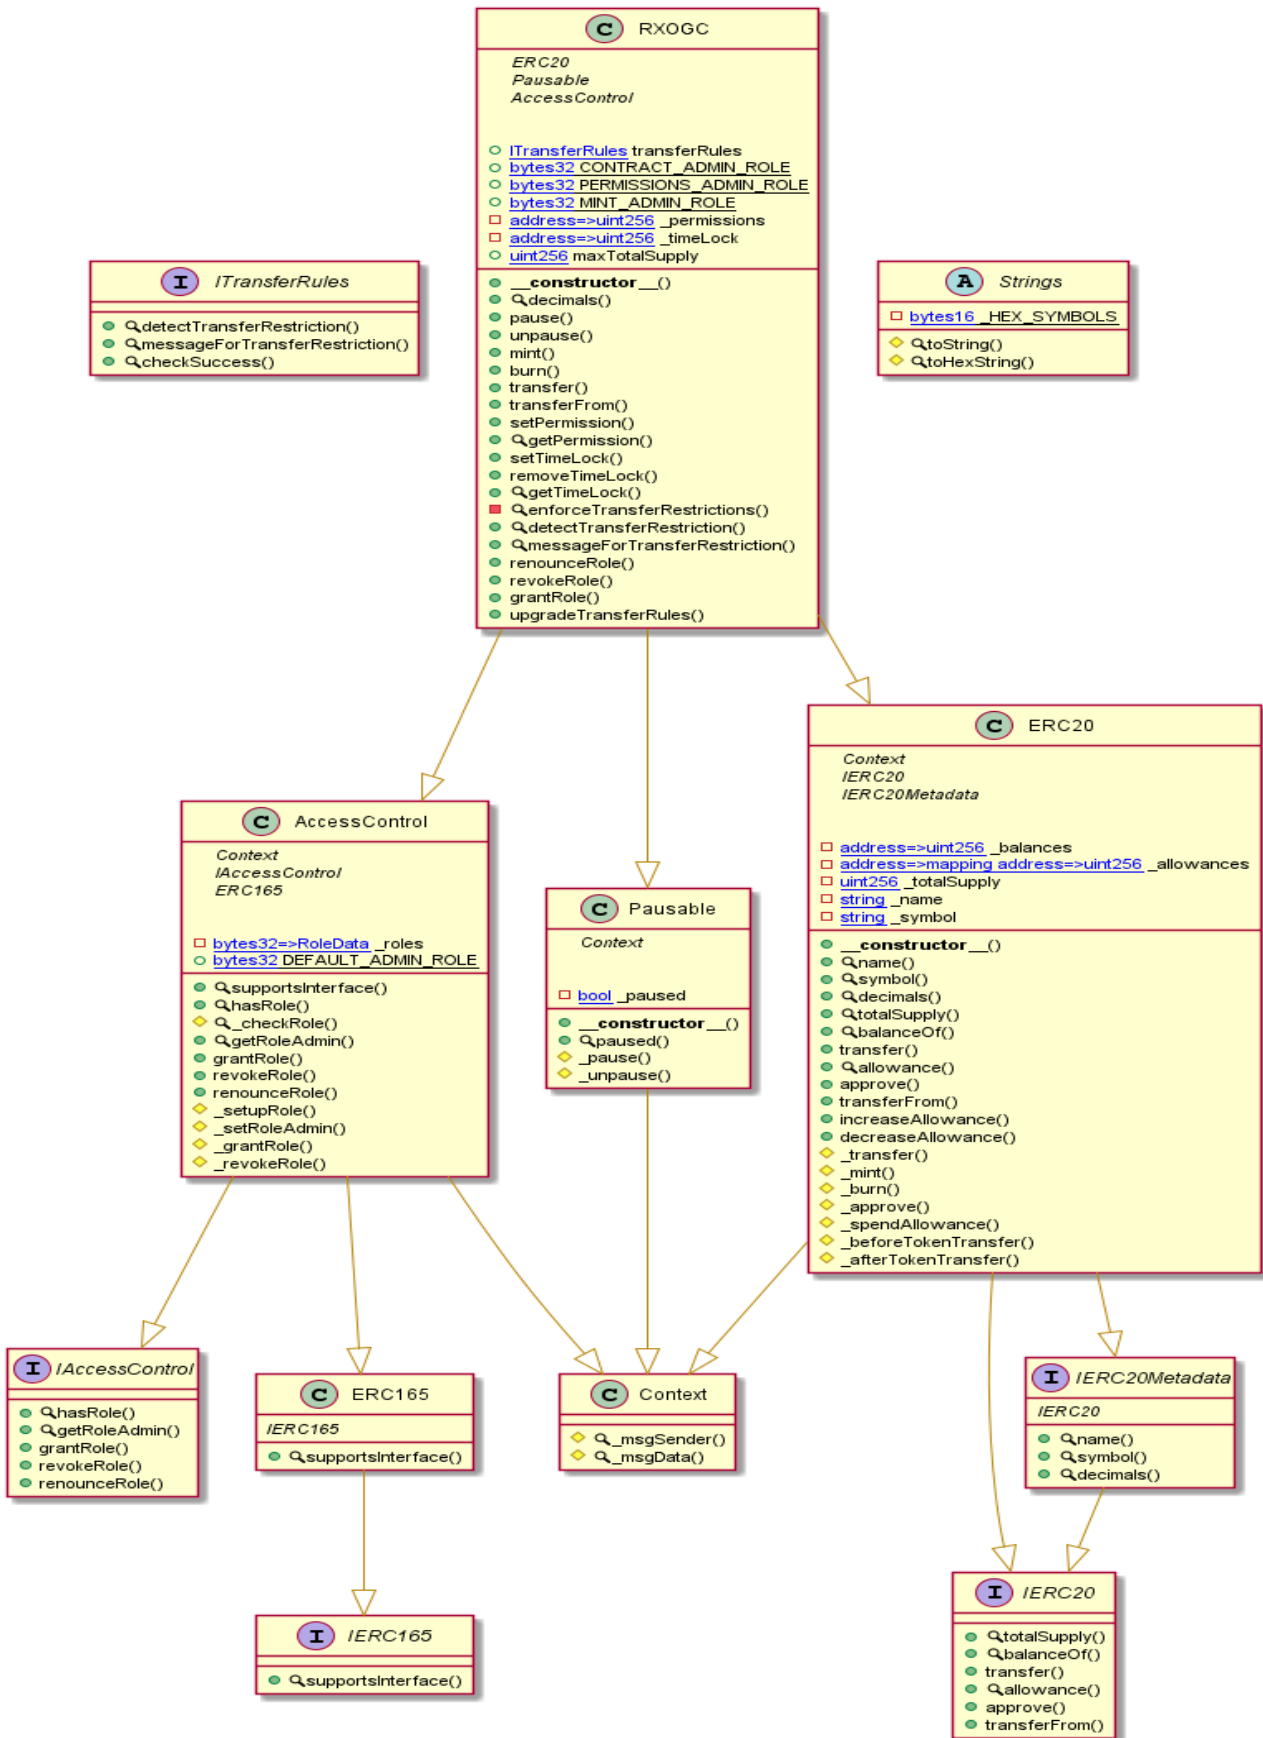 C RXOGC
ERC20
Pausable
AccessControl
ITransferRules transferRules
bytes32 CONTRACT_ADMIN_ROLE
bytes32 PERMISSIONS_ADMIN_ROLE
bytes32 MINT_ADMIN_ROLE
address=>uint256 _permissions
address=>uint256 _timeLock
uint256 maxTotalSupply
__constructor__()
decimals()
pause()
unpause()
mint()
burn()
transfer()
transferFrom()
setPermission()
getPermission()
setTimeLock()
removeTimeLock()
getTimeLock()
enforceTransferRestrictions()
detectTransferRestriction()
messageForTransferRestriction()
renounceRole()
revokeRole()
grantRole()
upgradeTransferRules()
I ITransferRules
detectTransferRestriction()
messageForTransferRestriction()
checkSuccess()
A Strings
bytes16 _HEX_SYMBOLS
toString()
toHexString()
C AccessControl
Context
IAccessControl
ERC165
bytes32=>RoleData _roles
bytes32 DEFAULT_ADMIN_ROLE
supportsInterface()
hasRole()
_checkRole()
getRoleAdmin()
grantRole()
revokeRole()
renounceRole()
_setupRole()
_setRoleAdmin()
_grantRole()
_revokeRole()
C Pausable
Context
bool _paused
__constructor__()
paused()
_pause()
_unpause()
C ERC20
Context
IERC20
IERC20Metadata
address=>uint256 _balances
address=>mapping address=>uint256 _allowances
uint256 _totalSupply
string _name
string _symbol
__constructor__()
name()
symbol()
decimals()
totalSupply()
balanceOf()
transfer()
allowance()
approve()
transferFrom()
increaseAllowance()
decreaseAllowance()
_transfer()
_mint()
_burn()
_approve()
_spendAllowance()
_beforeTokenTransfer()
_afterTokenTransfer()
I IAccessControl
hasRole()
getRoleAdmin()
grantRole()
revokeRole()
renounceRole()
C ERC165
IERC165
supportsInterface()
C Context
_msgSender()
_msgData()
I IERC20Metadata
IERC20
name()
symbol()
decimals()
I IERC165
supportsInterface()
I IERC20
totalSupply()
balanceOf()
transfer()
allowance()
approve()
transferFrom()